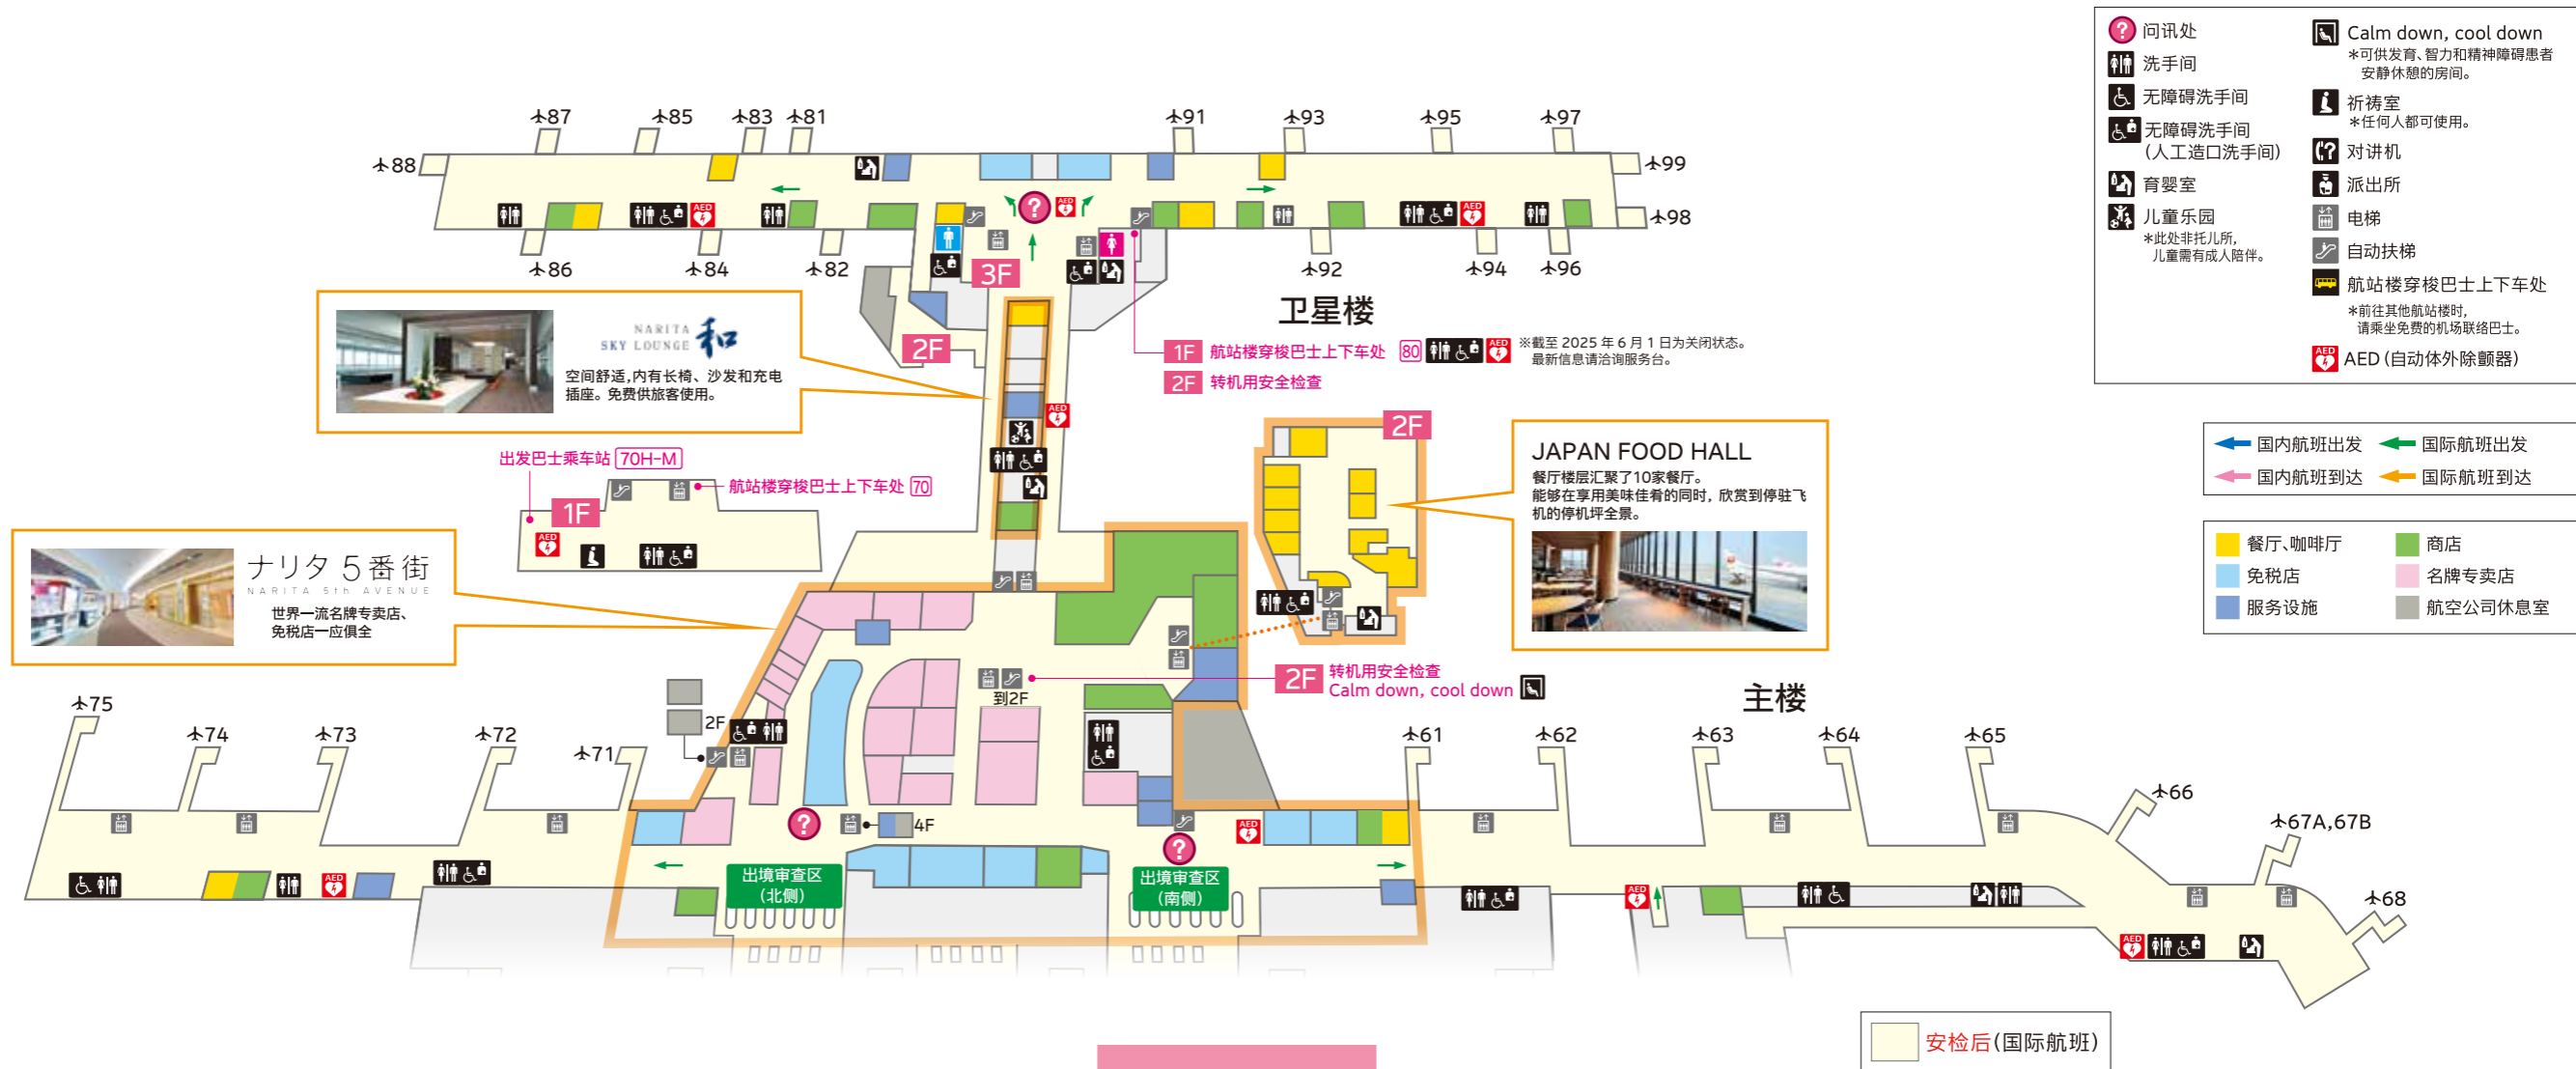 87
85
83
81
91
93
95
97
88
99
98
86
84
82
92
94
96
3F
卫星楼
2F
1F 航站楼穿梭巴士上下车处 80
AED
※截至 2025 年 6 月 1 日为关闭状态。
最新信息请洽询服务台。
2F 转机用安全检查
NARITA
SKY LOUNGE 和
空间舒适,内有长椅、沙发和充电
插座。免费供旅客使用。
出发巴士乘车站 70H-M
航站楼穿梭巴士上下车处 70
1F
AED
ナリタ 5番街
NARITA 5th AVENUE
世界一流名牌专卖店、
免税店一应俱全
2F
JAPAN FOOD HALL
餐厅楼层汇聚了10家餐厅。
能够在享用美味佳肴的同时, 欣赏到停驻飞
机的停机坪全景。
到2F
2F 转机用安全检查
Calm down, cool down
主楼
2F
4F
75
74
73
72
71
61
62
63
64
65
66
67A,67B
68
AED
AED
AED
AED
AED
AED
AED
AED
出境审查区
(北侧)
出境审查区
(南侧)
? 问讯处
洗手间
无障碍洗手间
无障碍洗手间
(人工造口洗手间)
育婴室
儿童乐园
＊此处非托儿所,
儿童需有成人陪伴。
Calm down, cool down
＊可供发育、智力和精神障碍患者
安静休憩的房间。
祈祷室
＊任何人都可使用。
对讲机
派出所
电梯
自动扶梯
航站楼穿梭巴士上下车处
＊前往其他航站楼时,
请乘坐免费的机场联络巴士。
AED AED (自动体外除颤器)
国内航班出发
国际航班出发
国内航班到达
国际航班到达
餐厅、咖啡厅
商店
免税店
名牌专卖店
服务设施
航空公司休息室
安检后(国际航班)